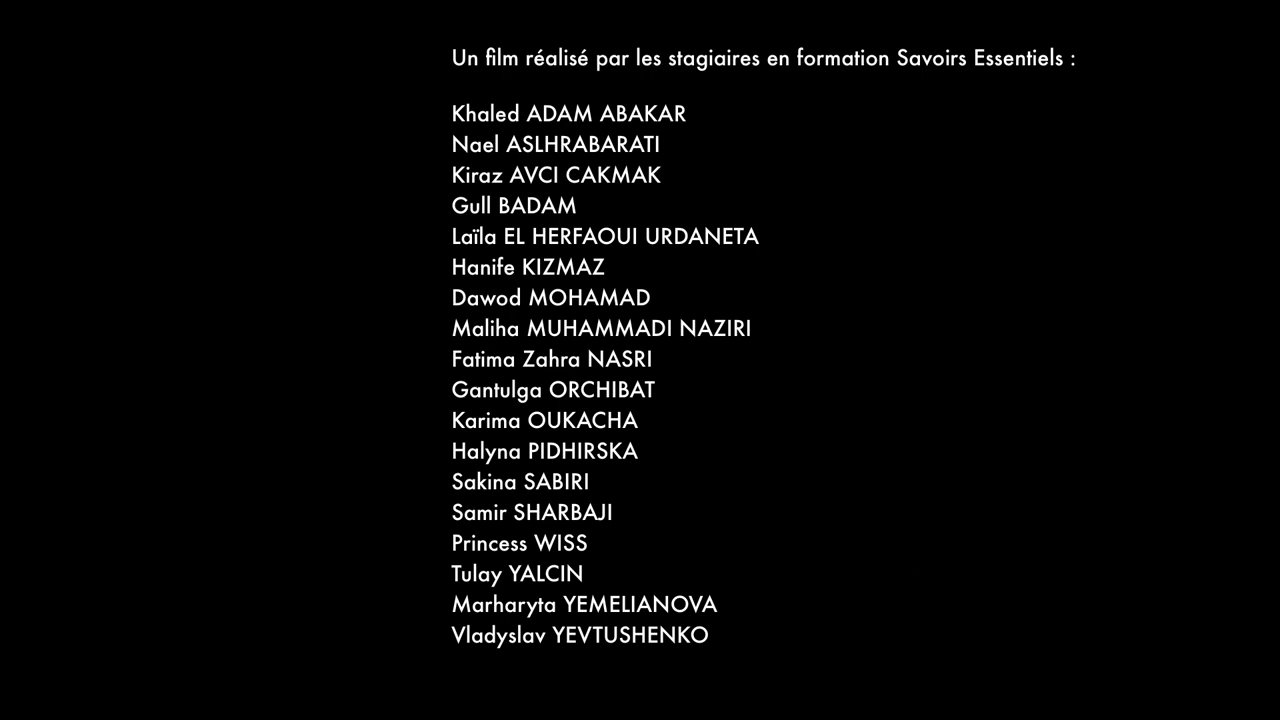 Un film réalisé par les stagiaires en formation Savoirs Essentiels :
Khaled ADAM ABAKAR
Nael ASLHRABARATI
Kiraz AVCI CAKMAK
Gull BADAM
Laïla EL HERFAOUI URDANETA
Hanife KIZMAZ
Dawod MOHAMAD
Maliha MUHAMMADI NAZIRI
Fatima Zahra NASRI
Gantulga ORCHIBAT
Karima OUKACHA
Halyna PIDHIRSKA
Sakina SABIRI
Samir SHARBAJI
Princess WISS
Tulay YALCIN
Marharyta YEMELIANOVA
Vladyslav YEVTUSHENKO